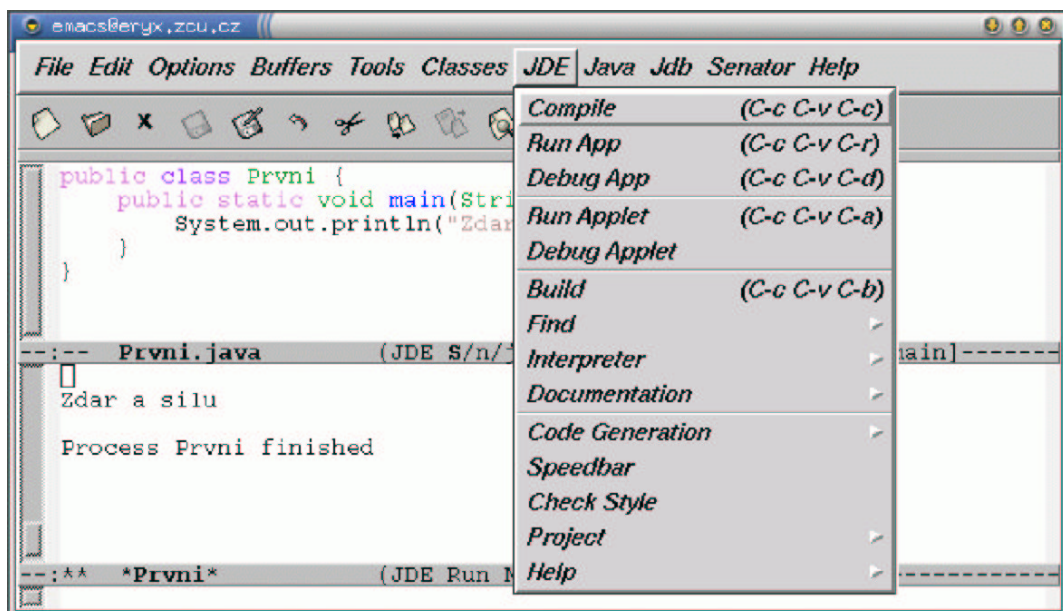 emacs@eryx.zcu.cz
File Edit Options Buffers Tools Classes JDE Java Jdb Senator Help
Compile (C-c C-v C-c)
Run App (C-c C-v C-r)
Debug App (C-c C-v C-d)
Run Applet (C-c C-v C-a)
Debug Applet
Build (C-c C-v C-b)
Find
Interpreter
Documentation
Code Generation
Speedbar
Check Style
Project
Help
public class Prvni {
public static void main(Stri
System.out.println("Zdar
}
}
--:-- Prvni.java (JDE S/n/j main]-------
Zdar a silu
Process Prvni finished
--:** *Prvni* (JDE Run -----------